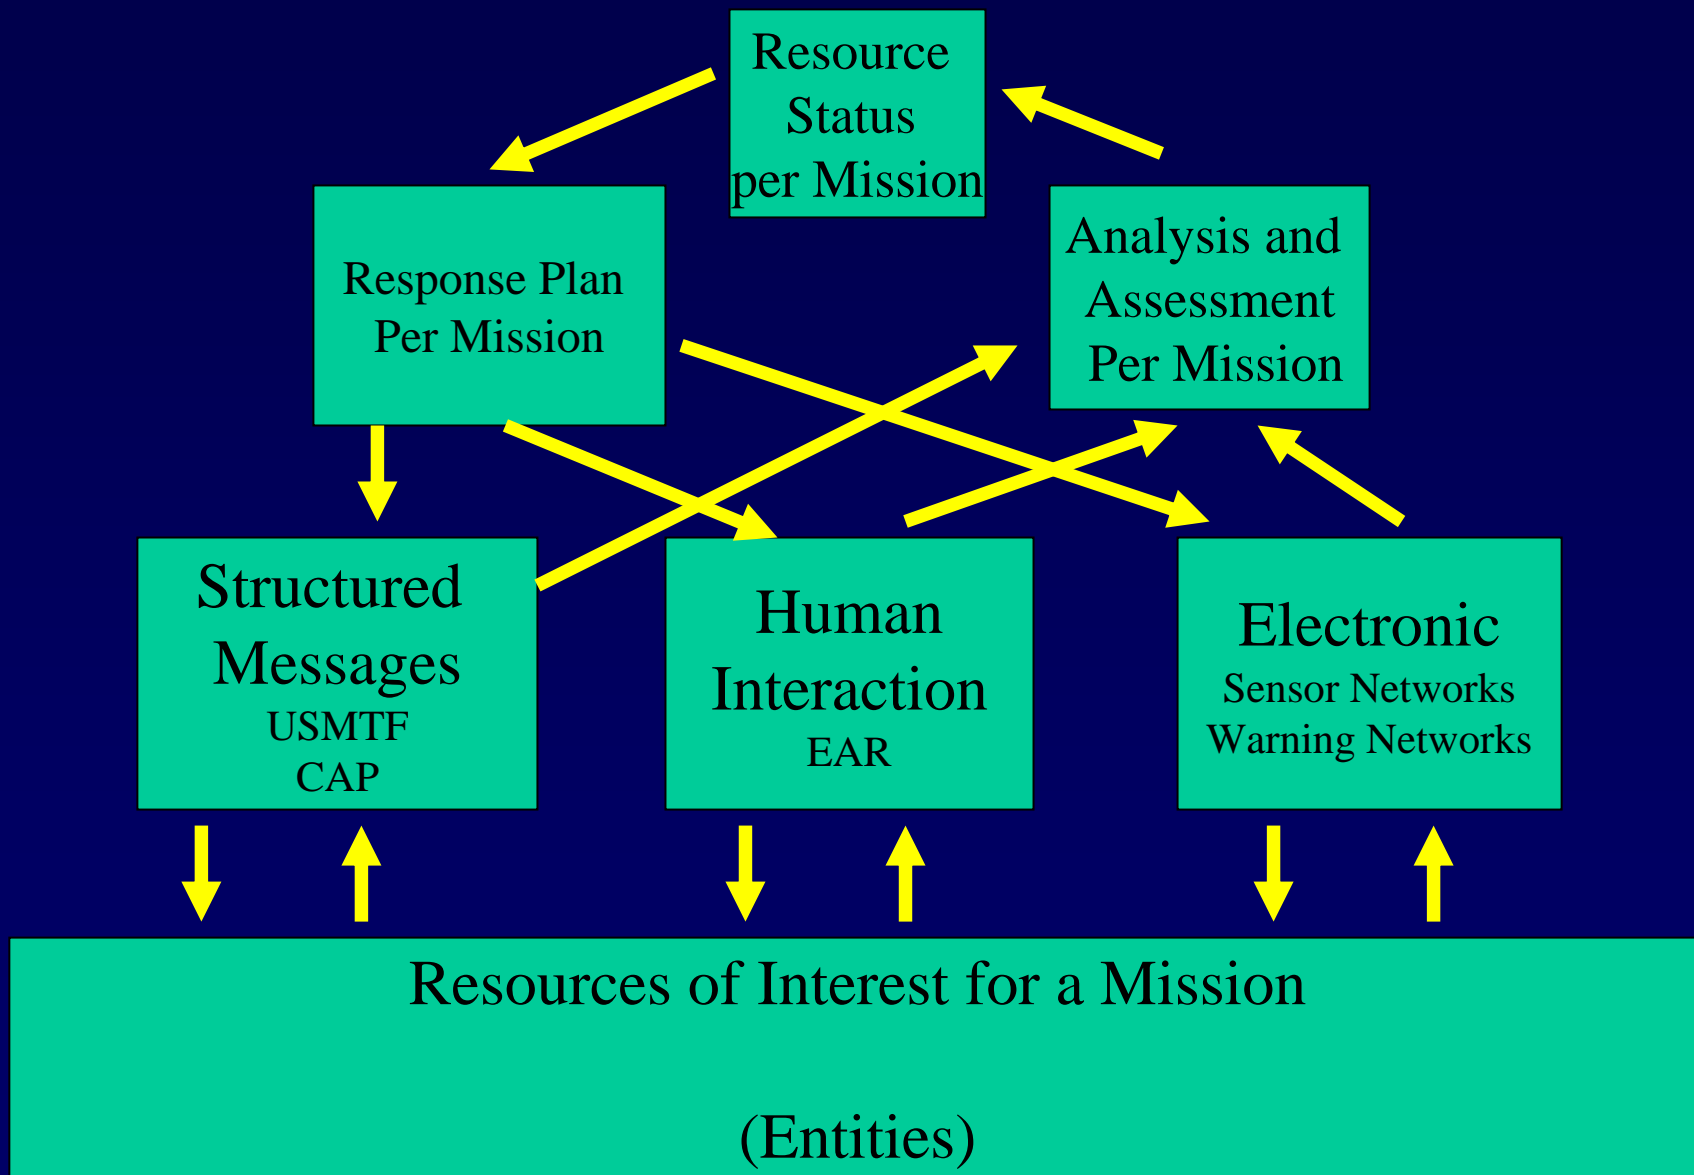 Resource
Status
per Mission
Response Plan
Per Mission
Analysis and
Assessment
Per Mission
Structured
Messages
USMTF
CAP
Human
Interaction
EAR
Electronic
Sensor Networks
Warning Networks
Resources of Interest for a Mission
(Entities)